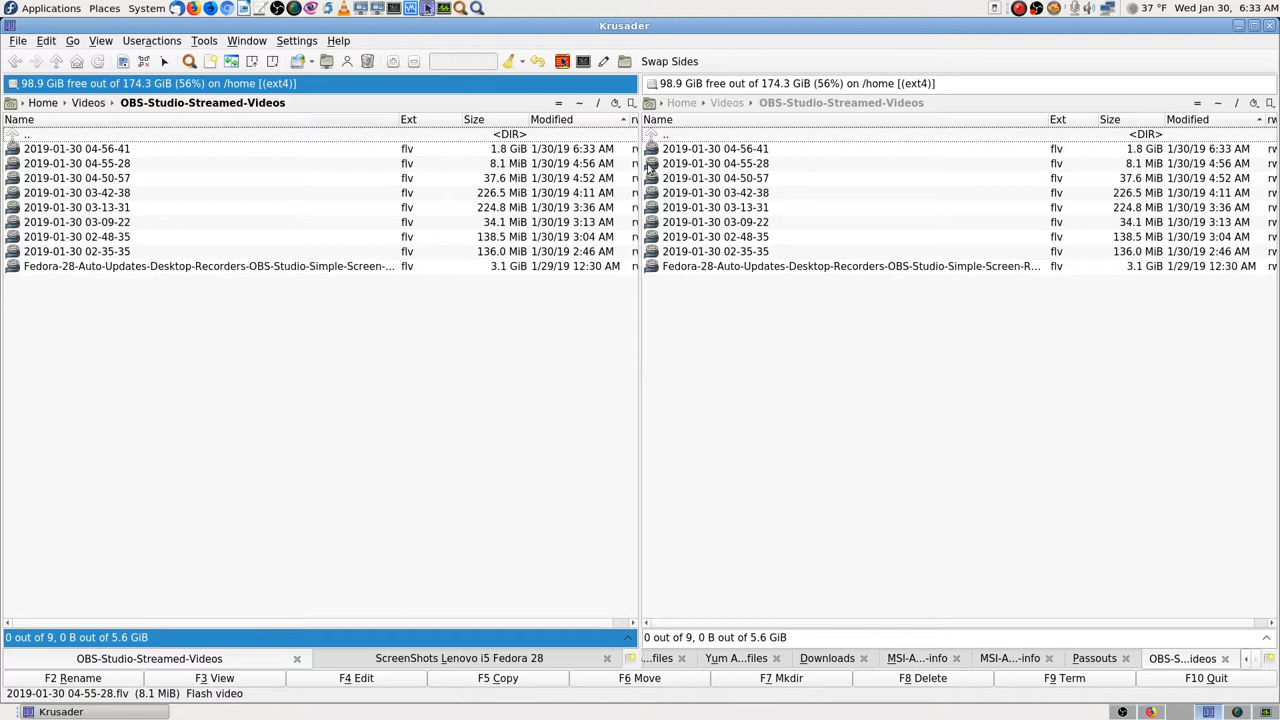 Applications Places System 37 °F Wed Jan 30, 6:33 AM
Krusader
File Edit Go View Useractions Tools Window Settings Help
Swap Sides
98.9 GiB free out of 174.3 GiB (56%) on /home [(ext4)] 98.9 GiB free out of 174.3 GiB (56%) on /home [(ext4)]
Home › Videos › OBS-Studio-Streamed-Videos = ~ / Home › Videos › OBS-Studio-Streamed-Videos = ~ /
Name Ext Size Modified Name Ext Size Modified
.. <DIR> .. <DIR>
2019-01-30 04-56-41 flv 1.8 GiB 1/30/19 6:33 AM 2019-01-30 04-56-41 flv 1.8 GiB 1/30/19 6:33 AM
2019-01-30 04-55-28 flv 8.1 MiB 1/30/19 4:56 AM 2019-01-30 04-55-28 flv 8.1 MiB 1/30/19 4:56 AM
2019-01-30 04-50-57 flv 37.6 MiB 1/30/19 4:52 AM 2019-01-30 04-50-57 flv 37.6 MiB 1/30/19 4:52 AM
2019-01-30 03-42-38 flv 226.5 MiB 1/30/19 4:11 AM 2019-01-30 03-42-38 flv 226.5 MiB 1/30/19 4:11 AM
2019-01-30 03-13-31 flv 224.8 MiB 1/30/19 3:36 AM 2019-01-30 03-13-31 flv 224.8 MiB 1/30/19 3:36 AM
2019-01-30 03-09-22 flv 34.1 MiB 1/30/19 3:13 AM 2019-01-30 03-09-22 flv 34.1 MiB 1/30/19 3:13 AM
2019-01-30 02-48-35 flv 138.5 MiB 1/30/19 3:04 AM 2019-01-30 02-48-35 flv 138.5 MiB 1/30/19 3:04 AM
2019-01-30 02-35-35 flv 136.0 MiB 1/30/19 2:46 AM 2019-01-30 02-35-35 flv 136.0 MiB 1/30/19 2:46 AM
Fedora-28-Auto-Updates-Desktop-Recorders-OBS-Studio-Simple-Screen-... flv 3.1 GiB 1/29/19 12:30 AM Fedora-28-Auto-Updates-Desktop-Recorders-OBS-Studio-Simple-Screen-R... flv 3.1 GiB 1/29/19 12:30 AM
0 out of 9, 0 B out of 5.6 GiB 0 out of 9, 0 B out of 5.6 GiB
OBS-Studio-Streamed-Videos ScreenShots Lenovo i5 Fedora 28 ...files Yum A...files Downloads MSI-A...-info MSI-A...-info Passouts OBS-S...ideos
F2 Rename F3 View F4 Edit F5 Copy F6 Move F7 Mkdir F8 Delete F9 Term F10 Quit
2019-01-30 04-55-28.flv (8.1 MiB) Flash video
Krusader